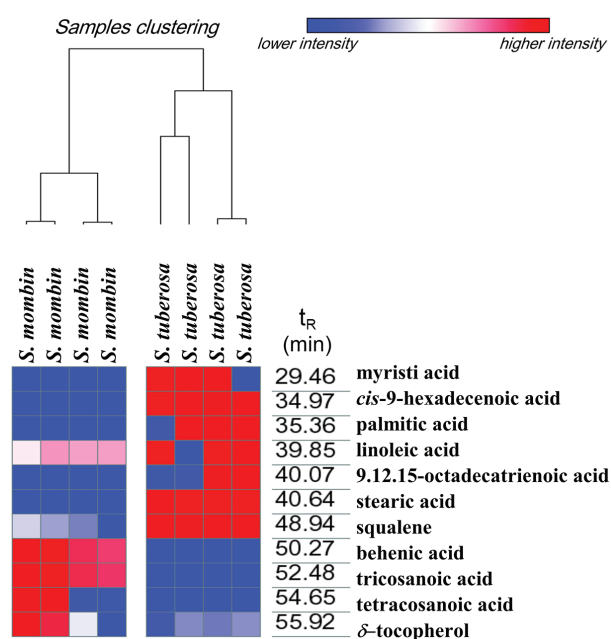 Samples clustering
lower intensity higher intensity
S. mombin
S. mombin
S. mombin
S. mombin
S. tuberosa
S. tuberosa
S. tuberosa
S. tuberosa
tR
(min)
29.46 myristi acid
34.97 cis-9-hexadecenoic acid
35.36 palmitic acid
39.85 linoleic acid
40.07 9.12.15-octadecatrienoic acid
40.64 stearic acid
48.94 squalene
50.27 behenic acid
52.48 tricosanoic acid
54.65 tetracosanoic acid
55.92 δ–tocopherol